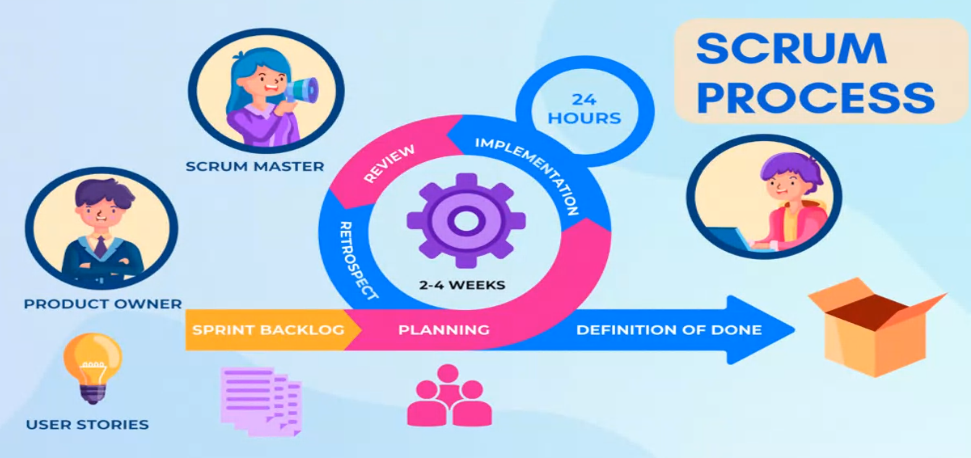 SCRUM
PROCESS
24
HOURS
SCRUM MASTER
REVIEW
IMPLEMENTATION
RETROSPECT
2-4 WEEKS
PRODUCT OWNER
SPRINT BACKLOG
PLANNING
DEFINITION OF DONE
USER STORIES